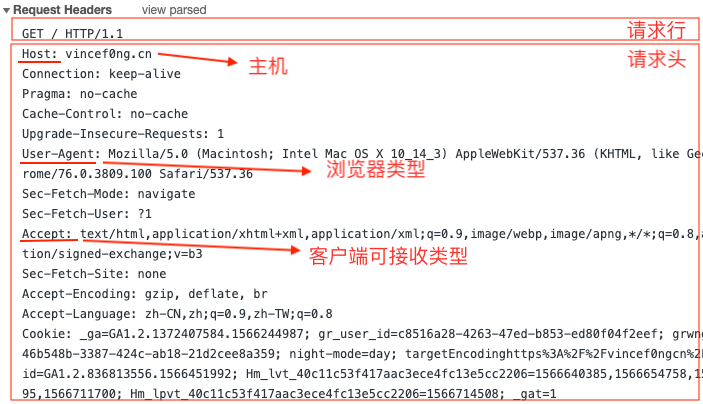 ▼ Request Headers view parsed
GET / HTTP/1.1 请求行
Host: vincef0ng.cn 主机 请求头
Connection: keep-alive
Pragma: no-cache
Cache-Control: no-cache
Upgrade-Insecure-Requests: 1
User-Agent: Mozilla/5.0 (Macintosh; Intel Mac OS X 10_14_3) AppleWebKit/537.36 (KHTML, like Gec
rome/76.0.3809.100 Safari/537.36 浏览器类型
Sec-Fetch-Mode: navigate
Sec-Fetch-User: ?1
Accept: text/html,application/xhtml+xml,application/xml;q=0.9,image/webp,image/apng,*/*;q=0.8,a
tion/signed-exchange;v=b3 客户端可接收类型
Sec-Fetch-Site: none
Accept-Encoding: gzip, deflate, br
Accept-Language: zh-CN,zh;q=0.9,zh-TW;q=0.8
Cookie: _ga=GA1.2.1372407584.1566244987; gr_user_id=c8516a28-4263-47ed-b853-ed80f04f2eef; grwng
46b548b-3387-424c-ab18-21d2cee8a359; night-mode=day; targetEncodinghttps%3A%2F%2Fvincef0ngcn%2
id=GA1.2.836813556.1566451992; Hm_lvt_40c11c53f417aac3ece4fc13e5cc2206=1566640385,1566654758,15
95,1566711700; Hm_lpvt_40c11c53f417aac3ece4fc13e5cc2206=1566714508; _gat=1